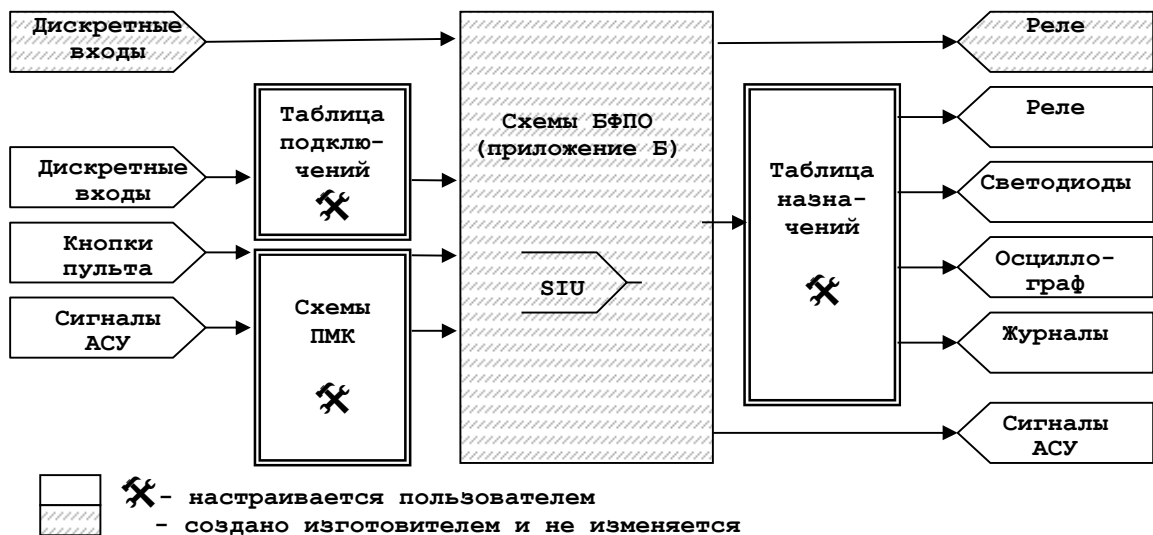 Дискретные
входы
Реле
Таблица
подклю-
чений
Схемы БФПО
(приложение Б)
Реле
Дискретные
входы
Таблица
назна-
чений
Светодиоды
Кнопки
пульта
SIU
Осцилло-
граф
Сигналы
АСУ
Схемы
ПМК
Журналы
Сигналы
АСУ
- настраивается пользователем
- создано изготовителем и не изменяется